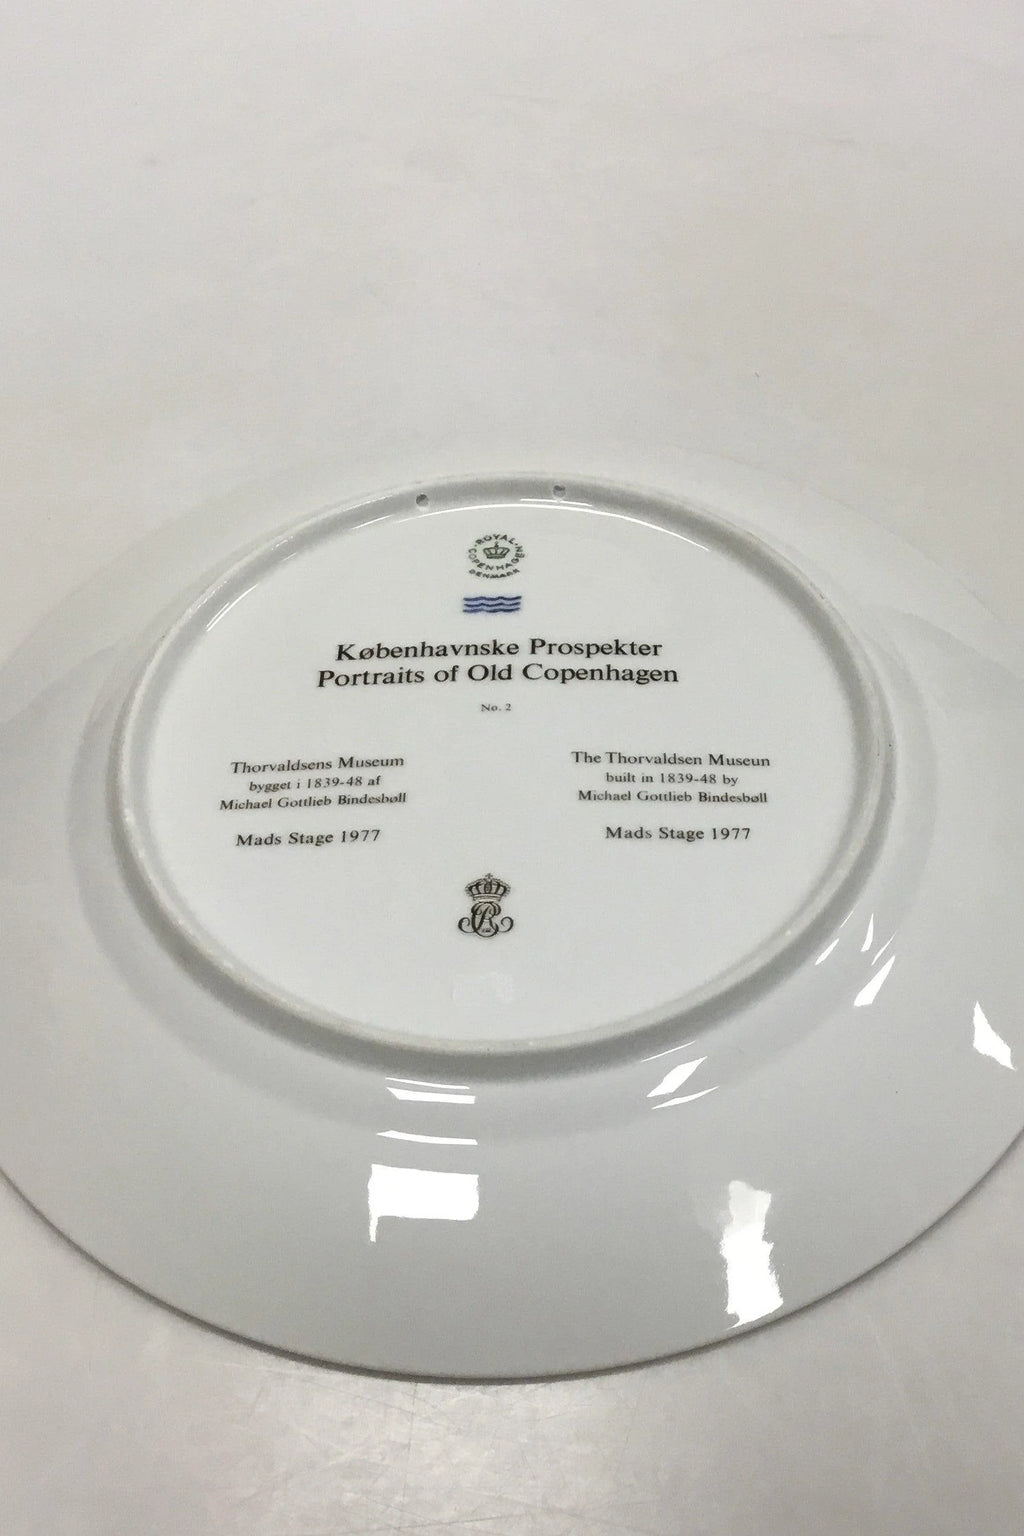 ROYAL
COPENHAGEN
DENMARK
Københavnske Prospekter
Portraits of Old Copenhagen
No. 2
Thorvaldsens Museum
bygget i 1839-48 af
Michael Gottlieb Bindesbøll
Mads Stage 1977
The Thorvaldsen Museun
built in 1839-48 by
Michael Gottlieb Bindesbøll
Mads Stage 1977